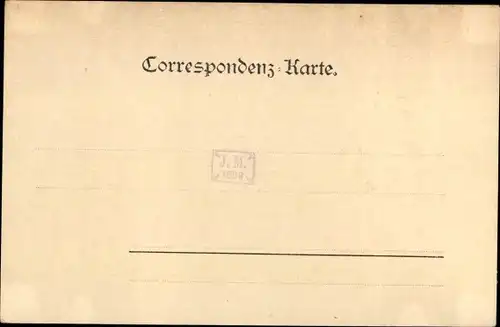 Correspondenz-Karte.
J. M.